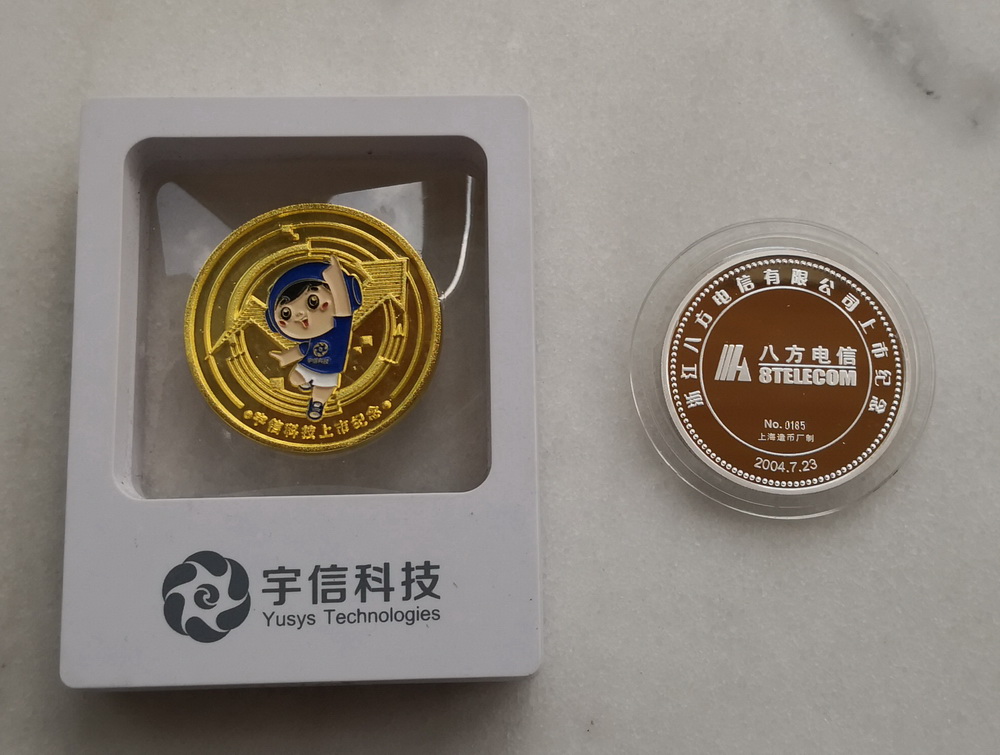 宇信科技上市纪念
宇信科技
Yusys Technologies
浙江八方电信有限公司上市纪念
八方电信
8TELECOM
No.0165
上海造币厂制
2004.7.23